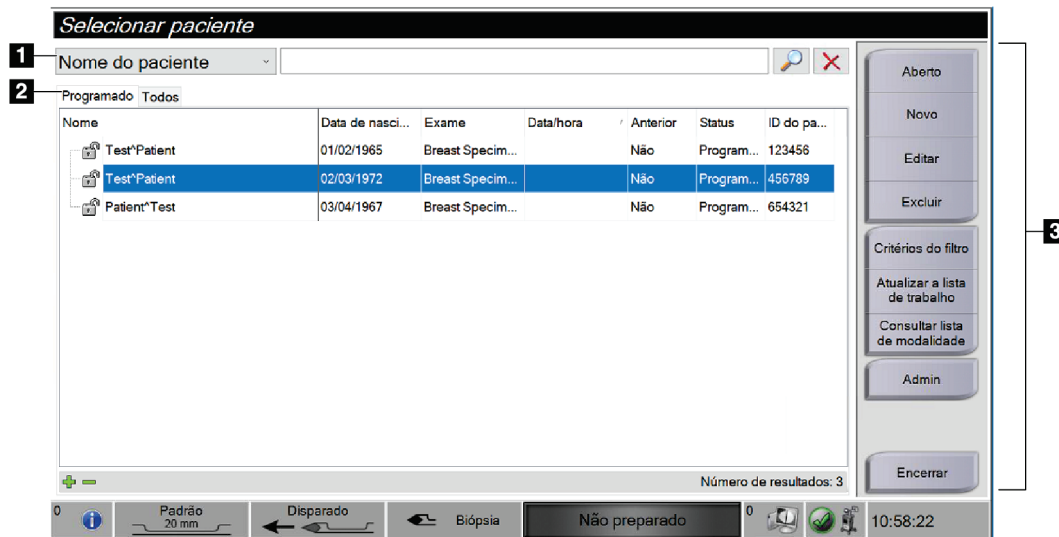 Selecionar paciente
1
Nome do paciente
2
Programado Todos
Nome Data de nasci... Exame Data/hora Anterior Status ID do pa...
Test^Patient 01/02/1965 Breast Specim... Não Program... 123456
Test^Patient 02/03/1972 Breast Specim... Não Program... 456789
Patient^Test 03/04/1967 Breast Specim... Não Program... 654321
Número de resultados: 3
Aberto
Novo
Editar
Excluir
3
Critérios do filtro
Atualizar a lista
de trabalho
Consultar lista
de modalidade
Admin
Encerrar
0
Padrão
20 mm
Disparado
Biópsia
Não preparado
0
10:58:22